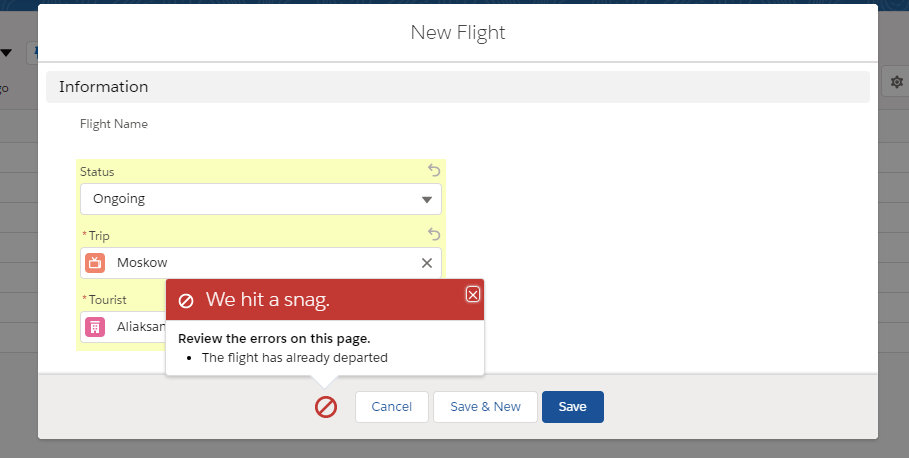 New Flight
Information
Flight Name
Status
Ongoing
* Trip
Moskow
* Tourist
We hit a snag.
Review the errors on this page.
• The flight has already departed
Cancel
Save & New
Save